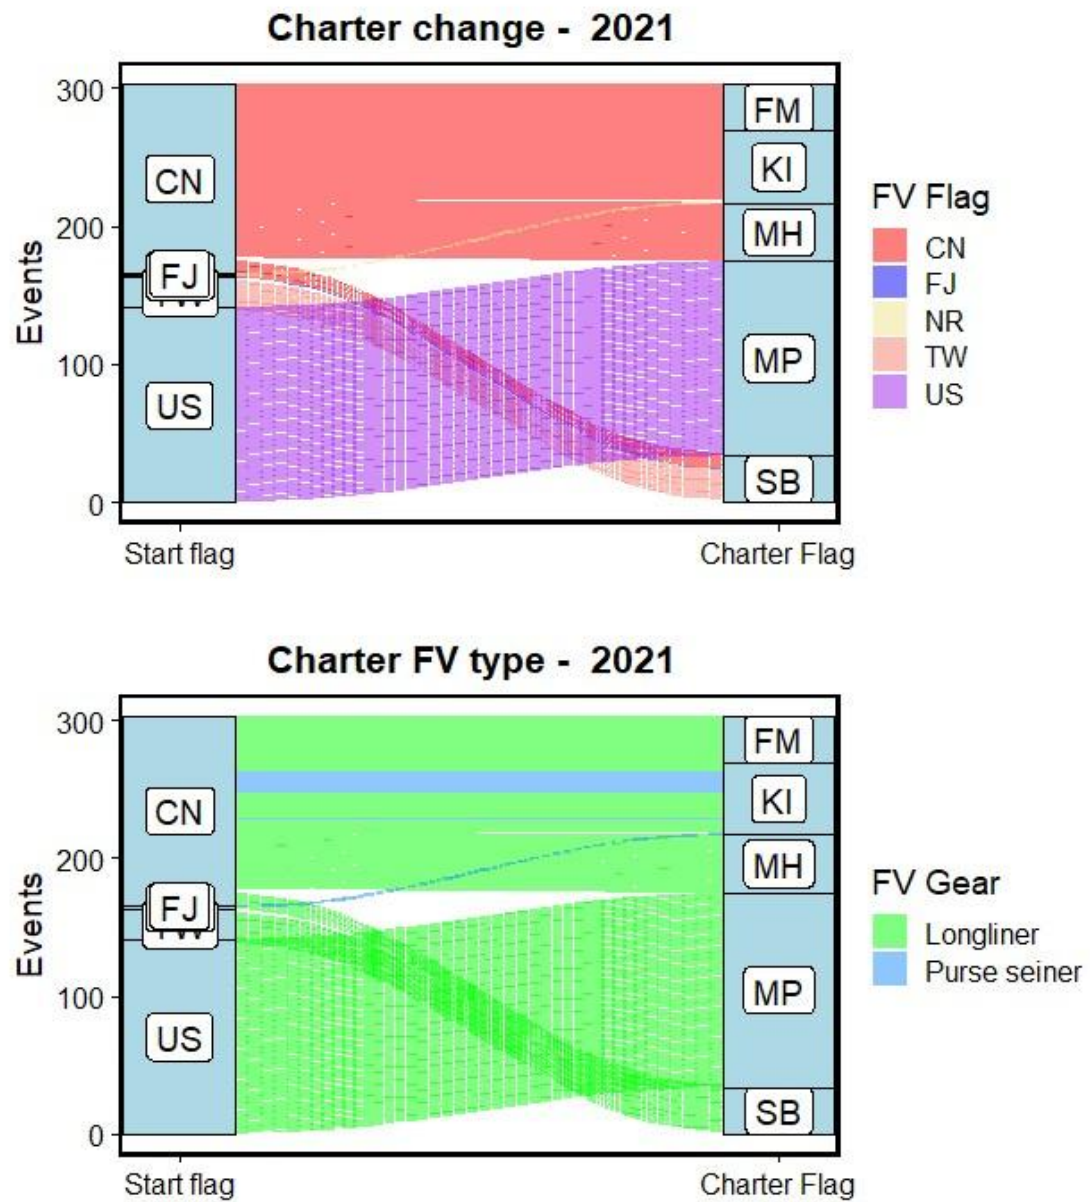 Charter change - 2021
Events
300
200
100
0
CN
FJ
TW
US
FM
KI
MH
MP
SB
Start flag
Charter Flag
FV Flag
CN
FJ
NR
TW
US
Charter FV type - 2021
Events
300
200
100
0
CN
FJ
TW
US
FM
KI
MH
MP
SB
Start flag
Charter Flag
FV Gear
Longliner
Purse seiner